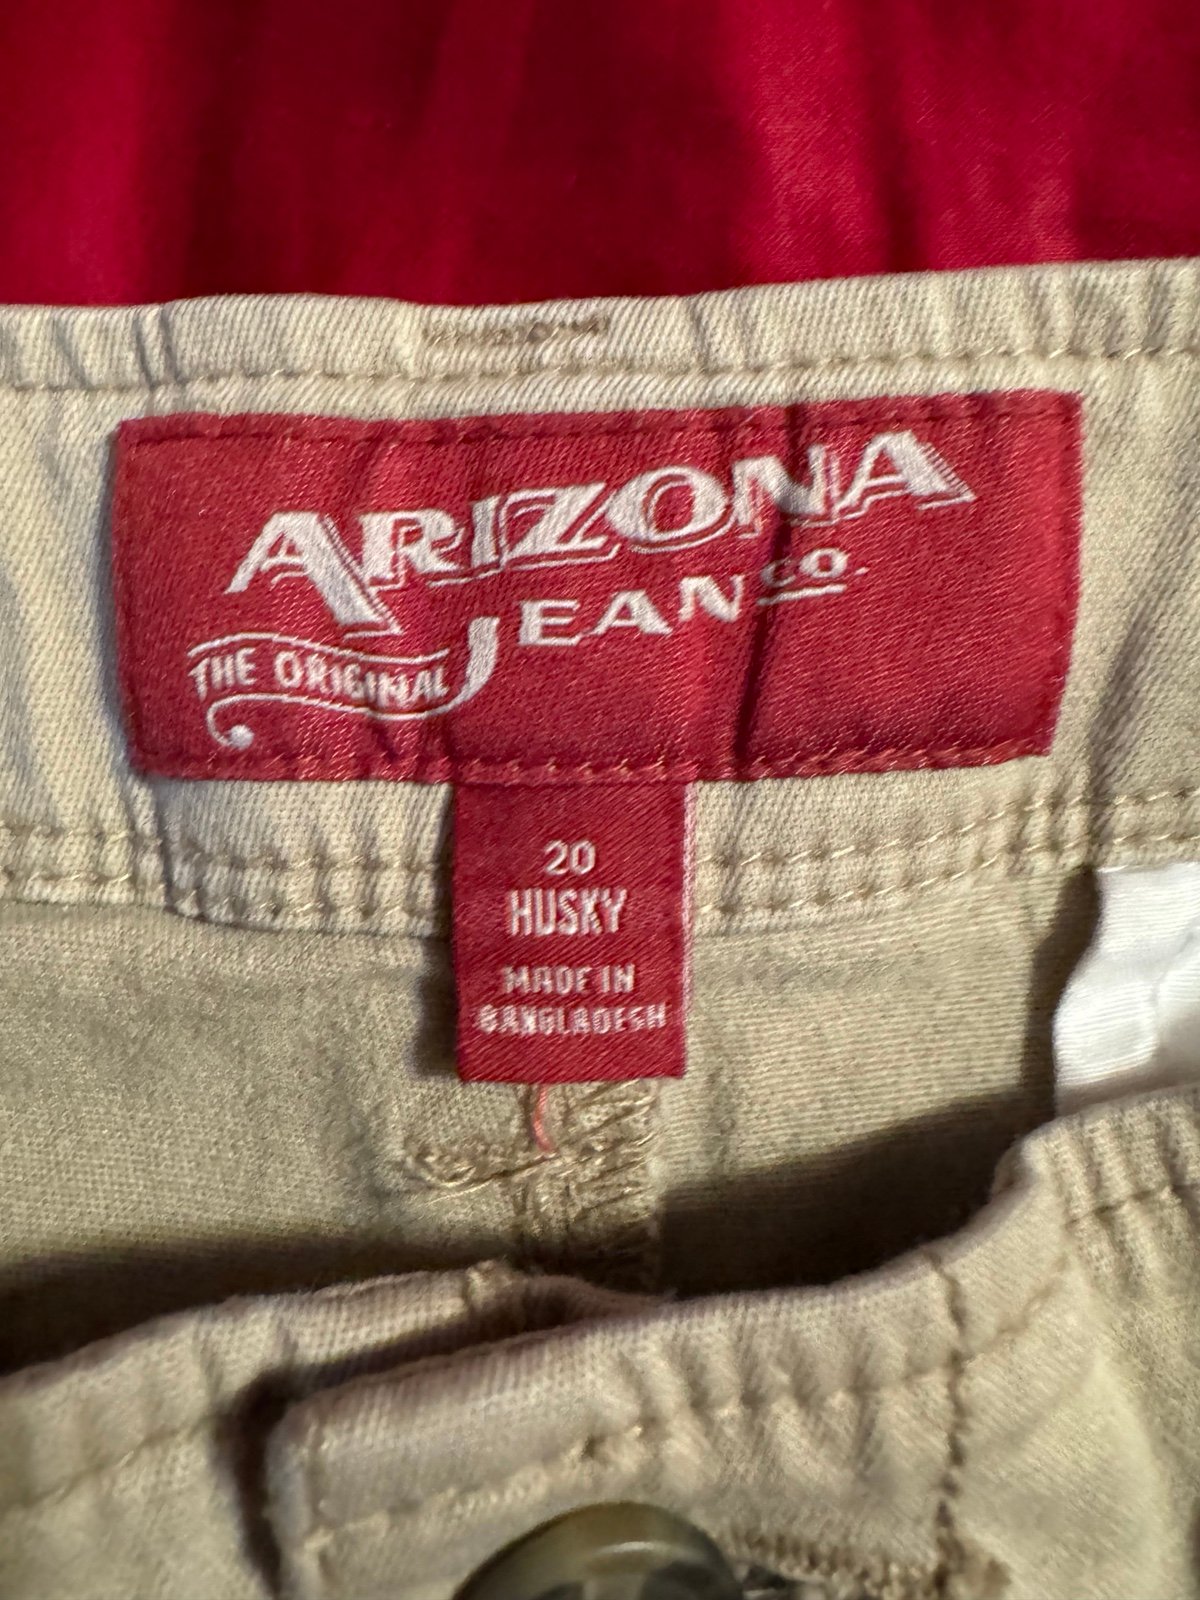 ARIZONA
JEAN CO.
THE ORIGINAL
20
HUSKY
MADE IN
BANGLADESH